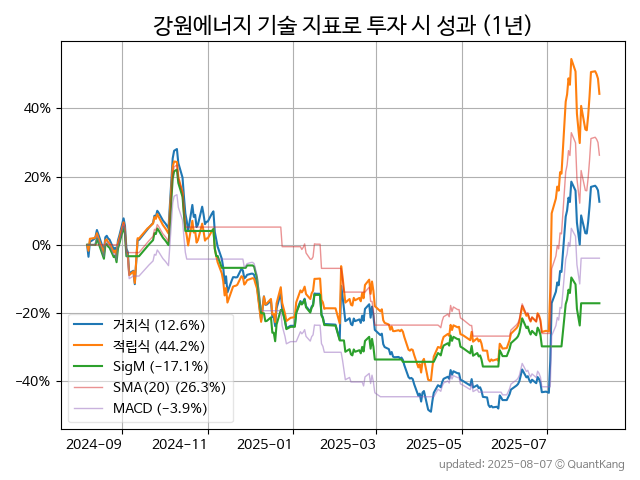 강원에너지 기술 지표로 투자 시 성과 (1년)
40%
20%
0%
−20%
−40%
거치식 (12.6%)
적립식 (44.2%)
SigM (−17.1%)
SMA(20) (26.3%)
MACD (−3.9%)
2024-09
2024-11
2025-01
2025-03
2025-05
2025-07
updated: 2025-08-07 © QuantKang